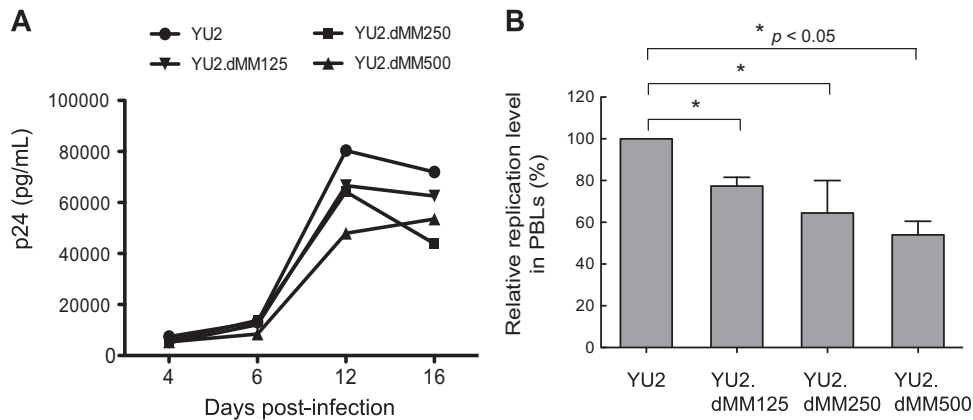 A
YU2
YU2.dMM250
YU2.dMM125
YU2.dMM500
100000
80000
60000
40000
20000
0
p24 (pg/mL)
4
6
12
16
Days post-infection
B
* p < 0.05
*
*
120
100
80
60
40
20
0
Relative replication level
in PBLs (%)
YU2
YU2.
dMM125
YU2.
dMM250
YU2.
dMM500